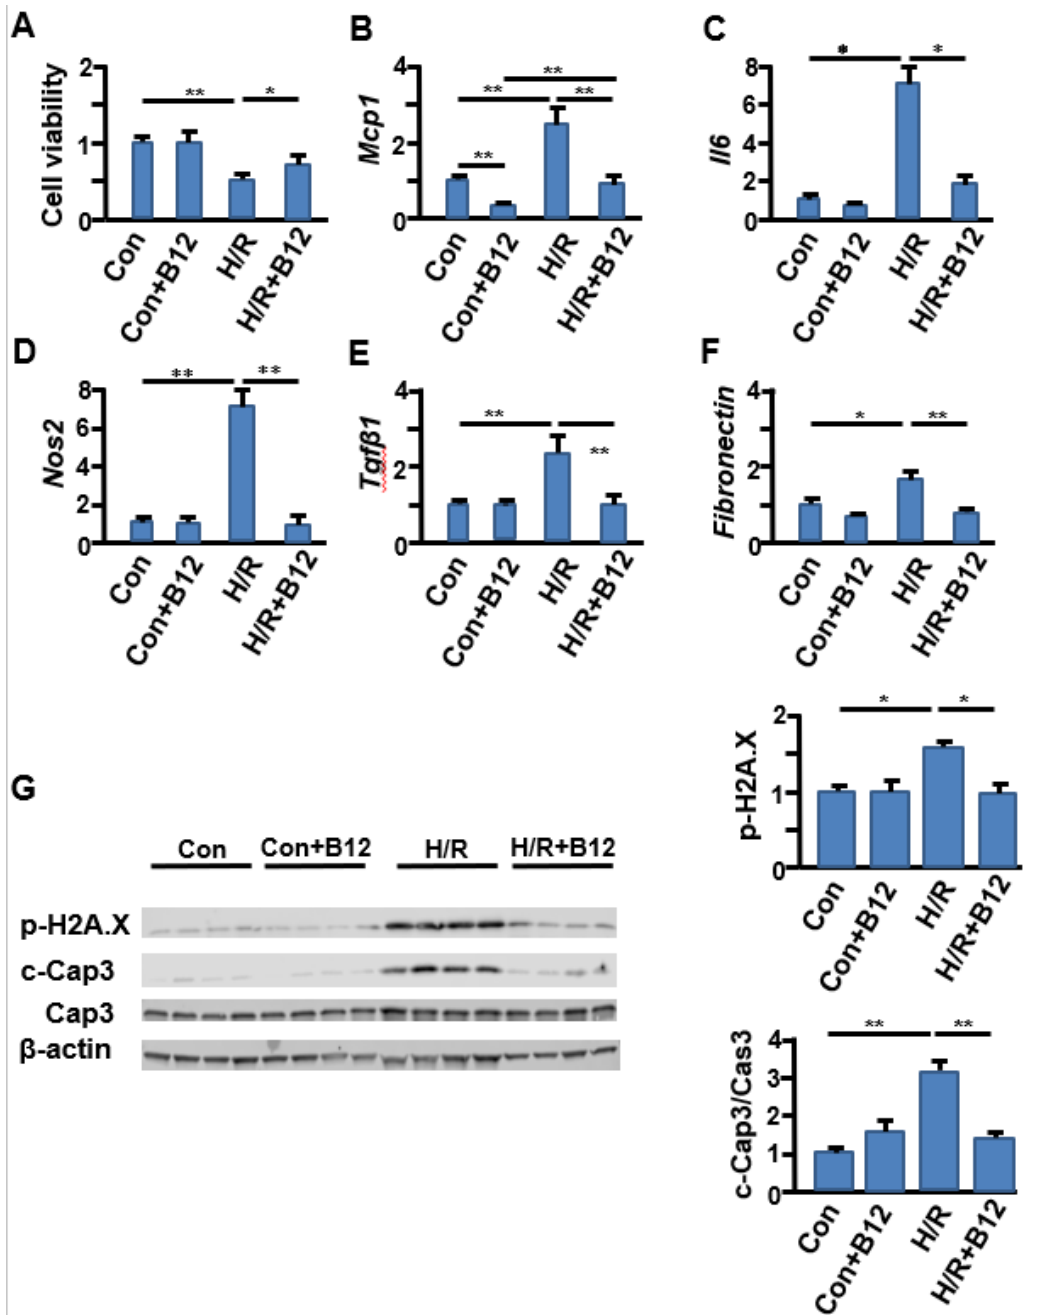 A
Cell viability
2
1
0
**
*
Con
Con+B12
H/R
H/R+B12
B
Mcp1
4
2
0
**
**
**
**
Con
Con+B12
H/R
H/R+B12
C
Il6
8
6
4
2
0
*
*
Con
Con+B12
H/R
H/R+B12
D
Nos2
8
6
4
2
0
**
**
Con
Con+B12
H/R
H/R+B12
E
Tgfβ1
4
2
0
**
**
Con
Con+B12
H/R
H/R+B12
F
Fibronectin
4
2
0
*
**
Con
Con+B12
H/R
H/R+B12
G
Con Con+B12 H/R H/R+B12
p-H2A.X
c-Cap3
Cap3
β-actin
p-H2A.X
2
1
0
*
*
Con
Con+B12
H/R
H/R+B12
c-Cap3/Cas3
4
3
2
1
0
**
**
Con
Con+B12
H/R
H/R+B12